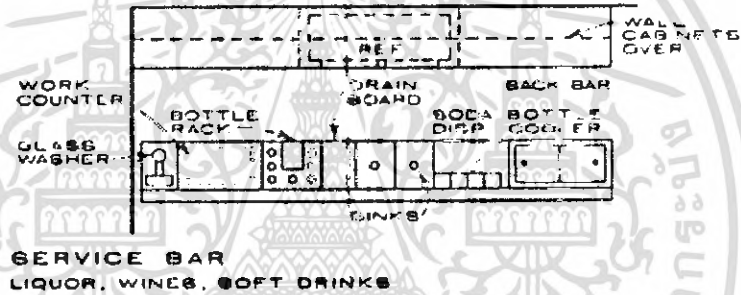 WALL
CABINETS
OVER
REF
WORK
COUNTER
DRAIN
BOARD
BACK BAR
BOTTLE
RACK
SODA
DISP
BOTTLE
COOLER
GLASS
WASHER
SINKS
SERVICE BAR
LIQUOR, WINES, SOFT DRINKS